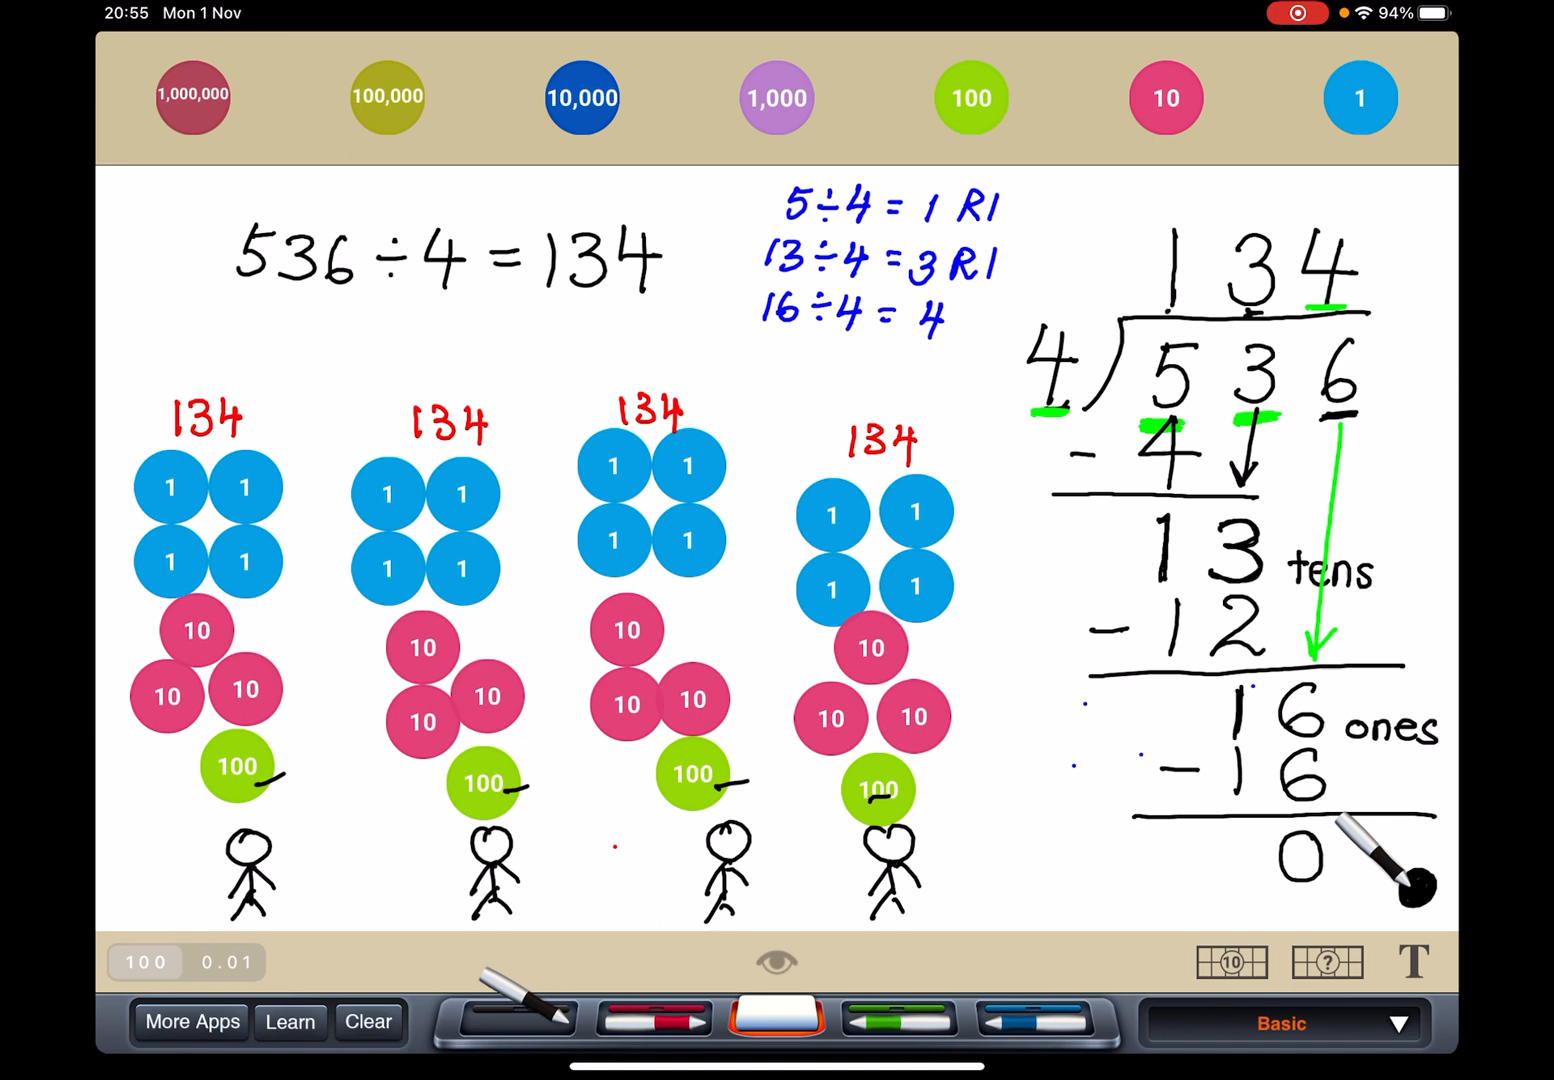 20:55 Mon 1 Nov
94%
1,000,000 100,000 10,000 1,000 100 10 1
536 ÷ 4 = 134
5 ÷ 4 = 1 R1
13 ÷ 4 = 3 R1
16 ÷ 4 = 4
134
4 536
- 4
13 tens
- 12
16 ones
- 16
0
134 134 134 134
1 1 1 1 1 1 1 1
1 1 1 1 1 1 1 1
10 10 10 10
10 10 10 10 10 10 10 10
100 100 100 100
100 0.01
10 ? T
More Apps Learn Clear Basic